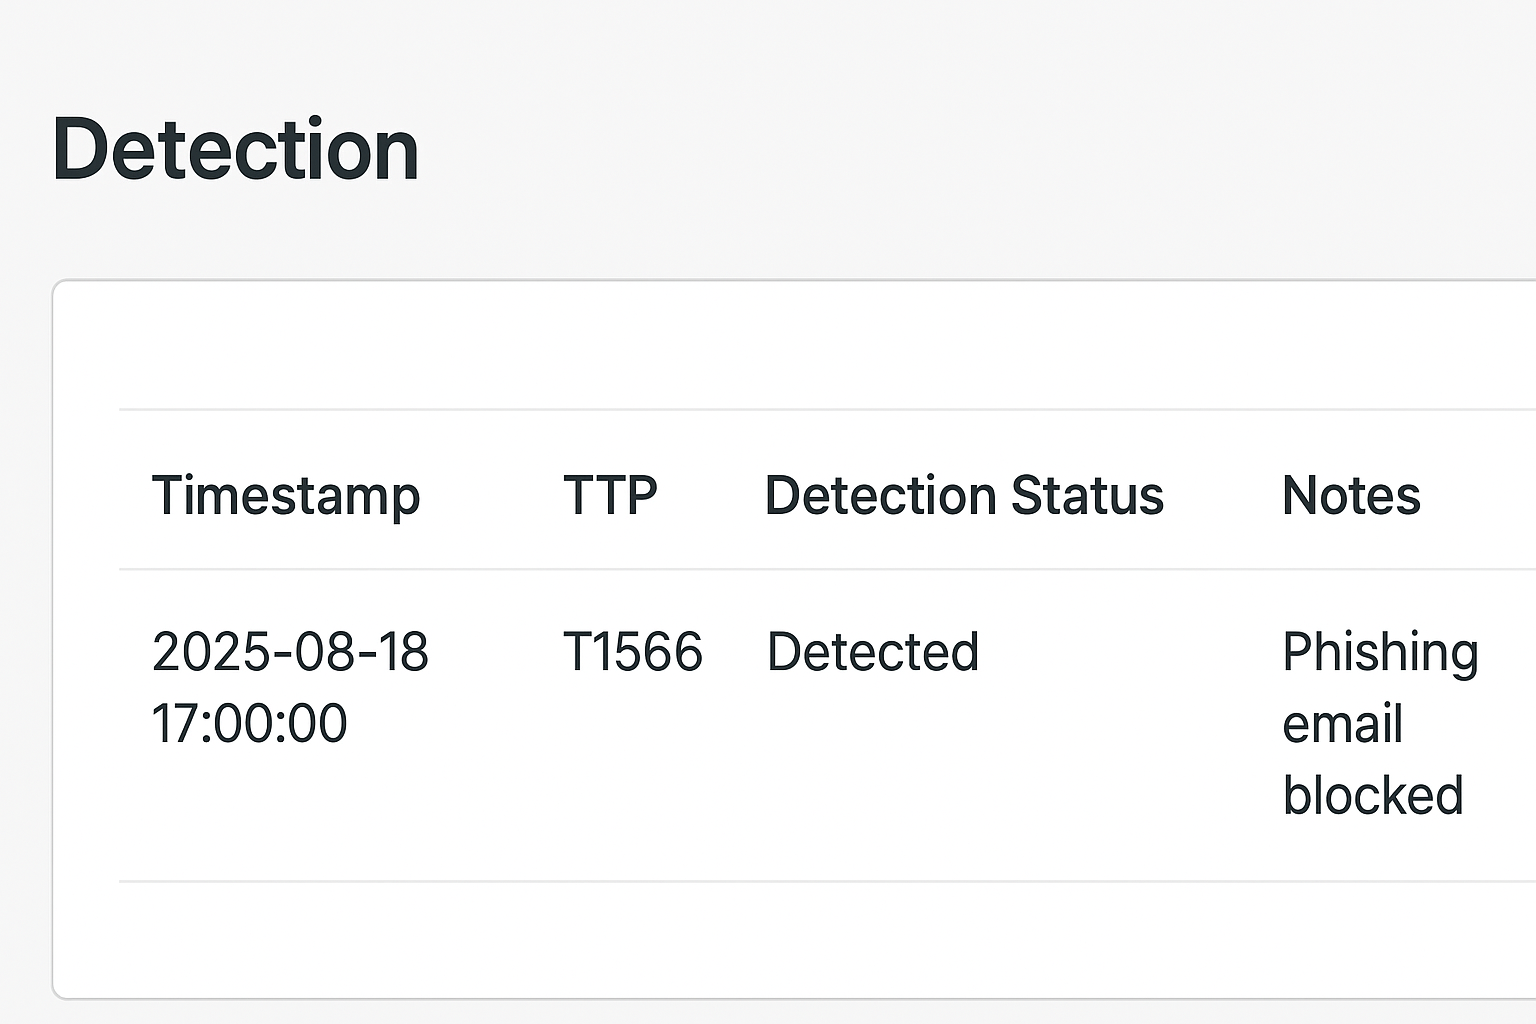 Detection
Timestamp TTP Detection Status Notes
2025-08-18 T1566 Detected Phishing
17:00:00 email
blocked